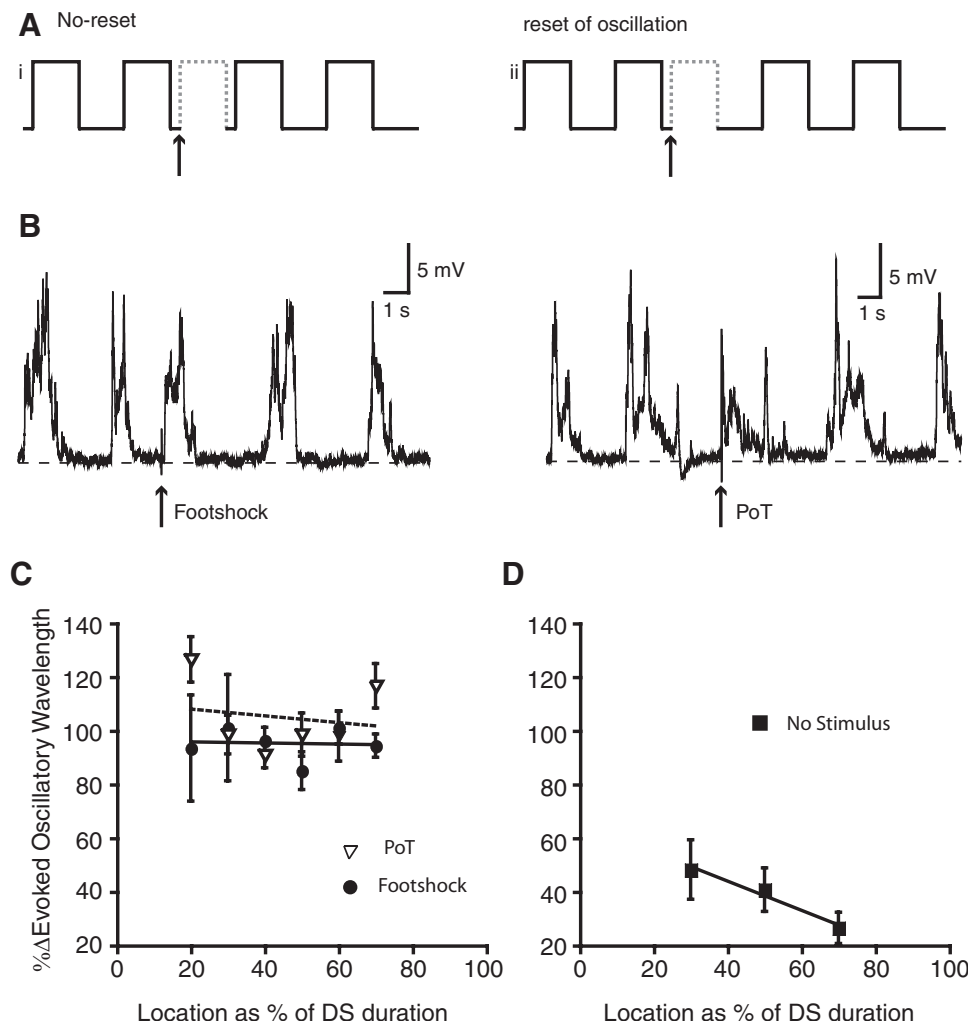 A
No-reset
reset of oscillation
i
ii
B
5 mV
1 s
5 mV
1 s
Footshock
PoT
C
D
%ΔEvoked Oscillatory Wavelength
140
120
100
80
60
40
20
0 20 40 60 80 100
PoT
Footshock
Location as % of DS duration
140
120
100
80
60
40
20
0 20 40 60 80 100
No Stimulus
Location as % of DS duration